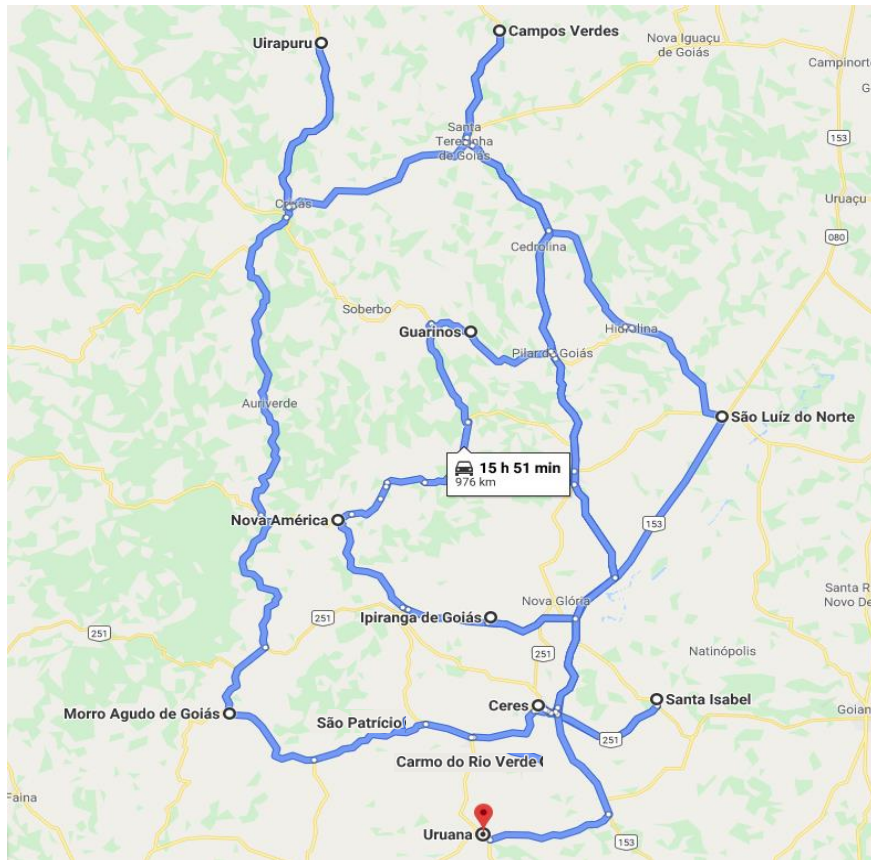 Uirapuru
Campos Verdes
Nova Iguaçu
de Goiás
Campinorte
Santa
Terezinha
de Goiás
153
Uruaçu
Crixás
080
Cedrolina
Soberbo
Guarinos
Hidrolina
Pilar de Goiás
Auriverde
São Luíz do Norte
15 h 51 min
976 km
Nova América
153
Nova Glória
Santa R
Novo De
Ipiranga de Goiás
251
251
Natinópolis
Ceres
Santa Isabel
Morro Agudo de Goiás
São Patrício
Goian
251
Carmo do Rio Verde
Faina
Uruana
153